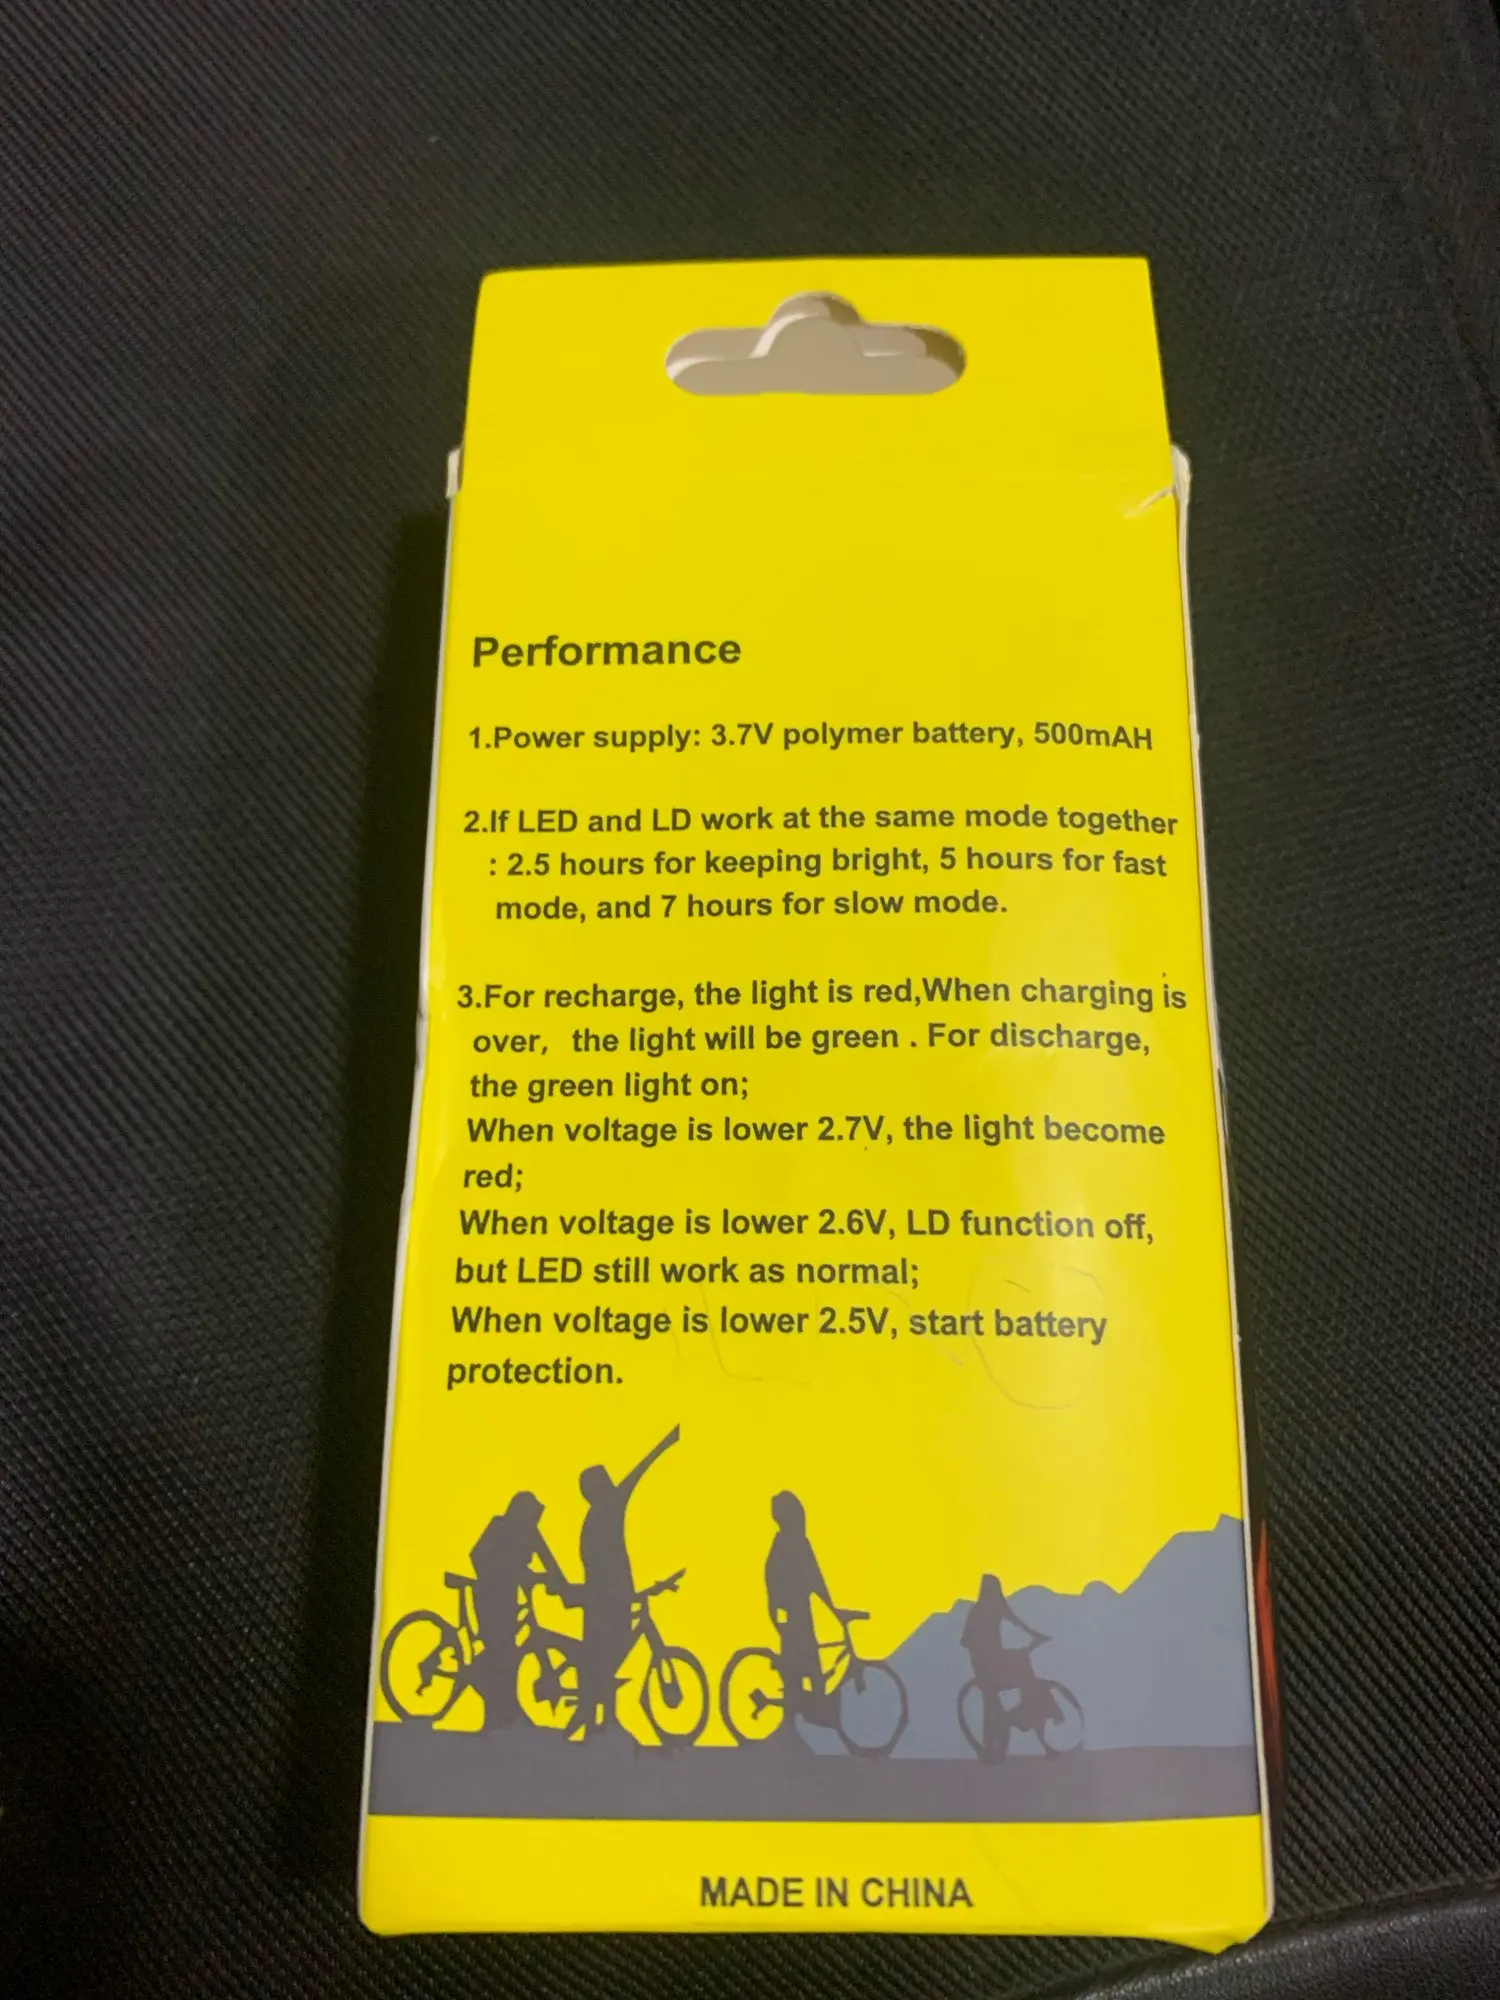 Performance
1.Power supply: 3.7V polymer battery, 500mAH
2.If LED and LD work at the same mode together
: 2.5 hours for keeping bright, 5 hours for fast
mode, and 7 hours for slow mode.
3.For recharge, the light is red,When charging is
over, the light will be green . For discharge,
the green light on;
When voltage is lower 2.7V, the light become
red;
When voltage is lower 2.6V, LD function off,
but LED still work as normal;
When voltage is lower 2.5V, start battery
protection.
MADE IN CHINA